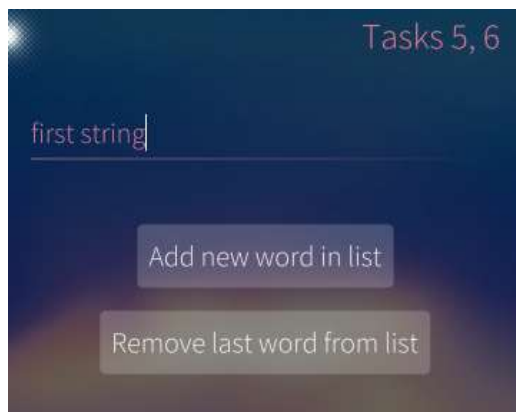 Tasks 5, 6
first string
Add new word in list
Remove last word from list